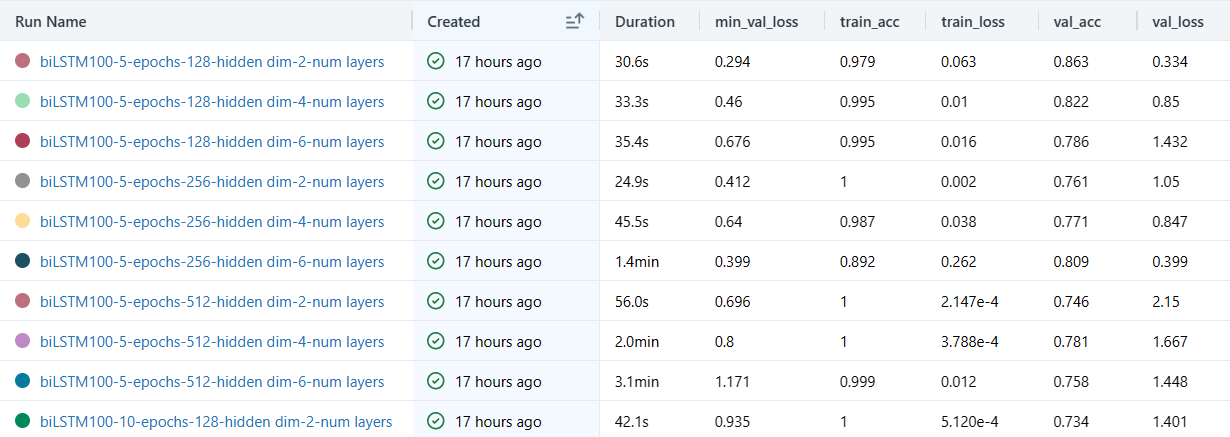 Run Name Created Duration min_val_loss train_acc train_loss val_acc val_loss
biLSTM100-5-epochs-128-hidden dim-2-num layers 17 hours ago 30.6s 0.294 0.979 0.063 0.863 0.334
biLSTM100-5-epochs-128-hidden dim-4-num layers 17 hours ago 33.3s 0.46 0.995 0.01 0.822 0.85
biLSTM100-5-epochs-128-hidden dim-6-num layers 17 hours ago 35.4s 0.676 0.995 0.016 0.786 1.432
biLSTM100-5-epochs-256-hidden dim-2-num layers 17 hours ago 24.9s 0.412 1 0.002 0.761 1.05
biLSTM100-5-epochs-256-hidden dim-4-num layers 17 hours ago 45.5s 0.64 0.987 0.038 0.771 0.847
biLSTM100-5-epochs-256-hidden dim-6-num layers 17 hours ago 1.4min 0.399 0.892 0.262 0.809 0.399
biLSTM100-5-epochs-512-hidden dim-2-num layers 17 hours ago 56.0s 0.696 1 2.147e-4 0.746 2.15
biLSTM100-5-epochs-512-hidden dim-4-num layers 17 hours ago 2.0min 0.8 1 3.788e-4 0.781 1.667
biLSTM100-5-epochs-512-hidden dim-6-num layers 17 hours ago 3.1min 1.171 0.999 0.012 0.758 1.448
biLSTM100-10-epochs-128-hidden dim-2-num layers 17 hours ago 42.1s 0.935 1 5.120e-4 0.734 1.401